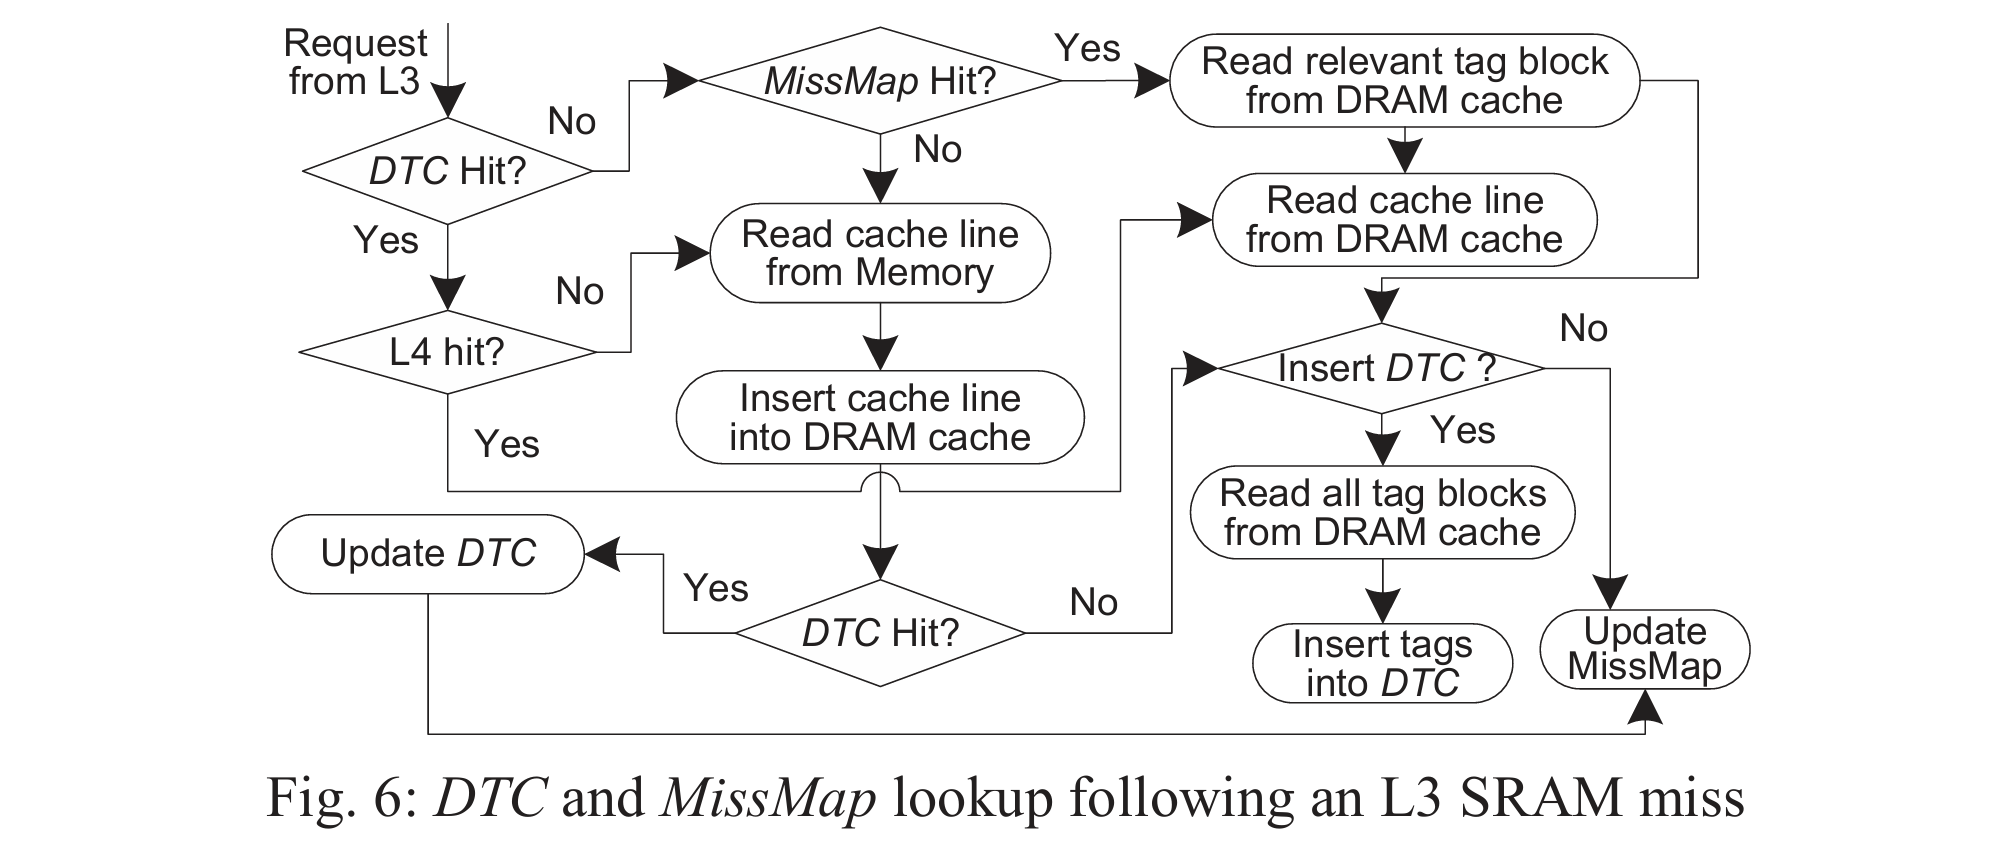 Request
from L3
DTC Hit?
No
Yes
MissMap Hit?
Yes
No
Read relevant tag block
from DRAM cache
Read cache line
from DRAM cache
L4 hit?
No
Yes
Read cache line
from Memory
Insert cache line
into DRAM cache
Insert DTC ?
No
Yes
Read all tag blocks
from DRAM cache
Update DTC
Yes
DTC Hit?
No
Insert tags
into DTC
Update
MissMap
Fig. 6: DTC and MissMap lookup following an L3 SRAM miss